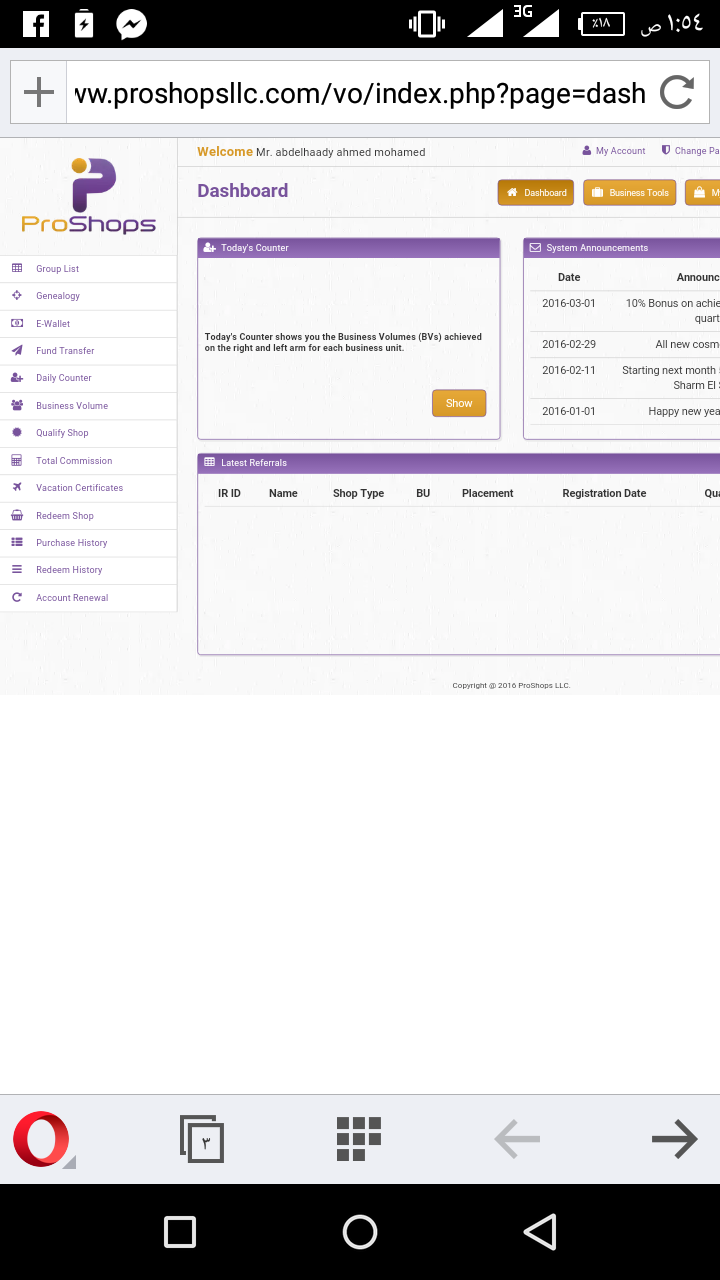 3G
٪١٨
١:٥٤ ص
ww.proshopsllc.com/vo/index.php?page=dash
Welcome Mr. abdelhaady ahmed mohamed
My Account
Change Pa
ProShops
Dashboard
Dashboard
Business Tools
M
Group List
Genealogy
E-Wallet
Fund Transfer
Daily Counter
Business Volume
Qualify Shop
Total Commission
Vacation Certificates
Redeem Shop
Purchase History
Redeem History
Account Renewal
Today's Counter
Today's Counter shows you the Business Volumes (BVs) achieved
on the right and left arm for each business unit.
Show
System Announcements
Date Announc
2016-03-01 10% Bonus on achie
quart
2016-02-29 All new cosm
2016-02-11 Starting next month
Sharm El S
2016-01-01 Happy new yea
Latest Referrals
IR ID Name Shop Type BU Placement Registration Date Qua
Copyright @ 2016 ProShops LLC.
٣